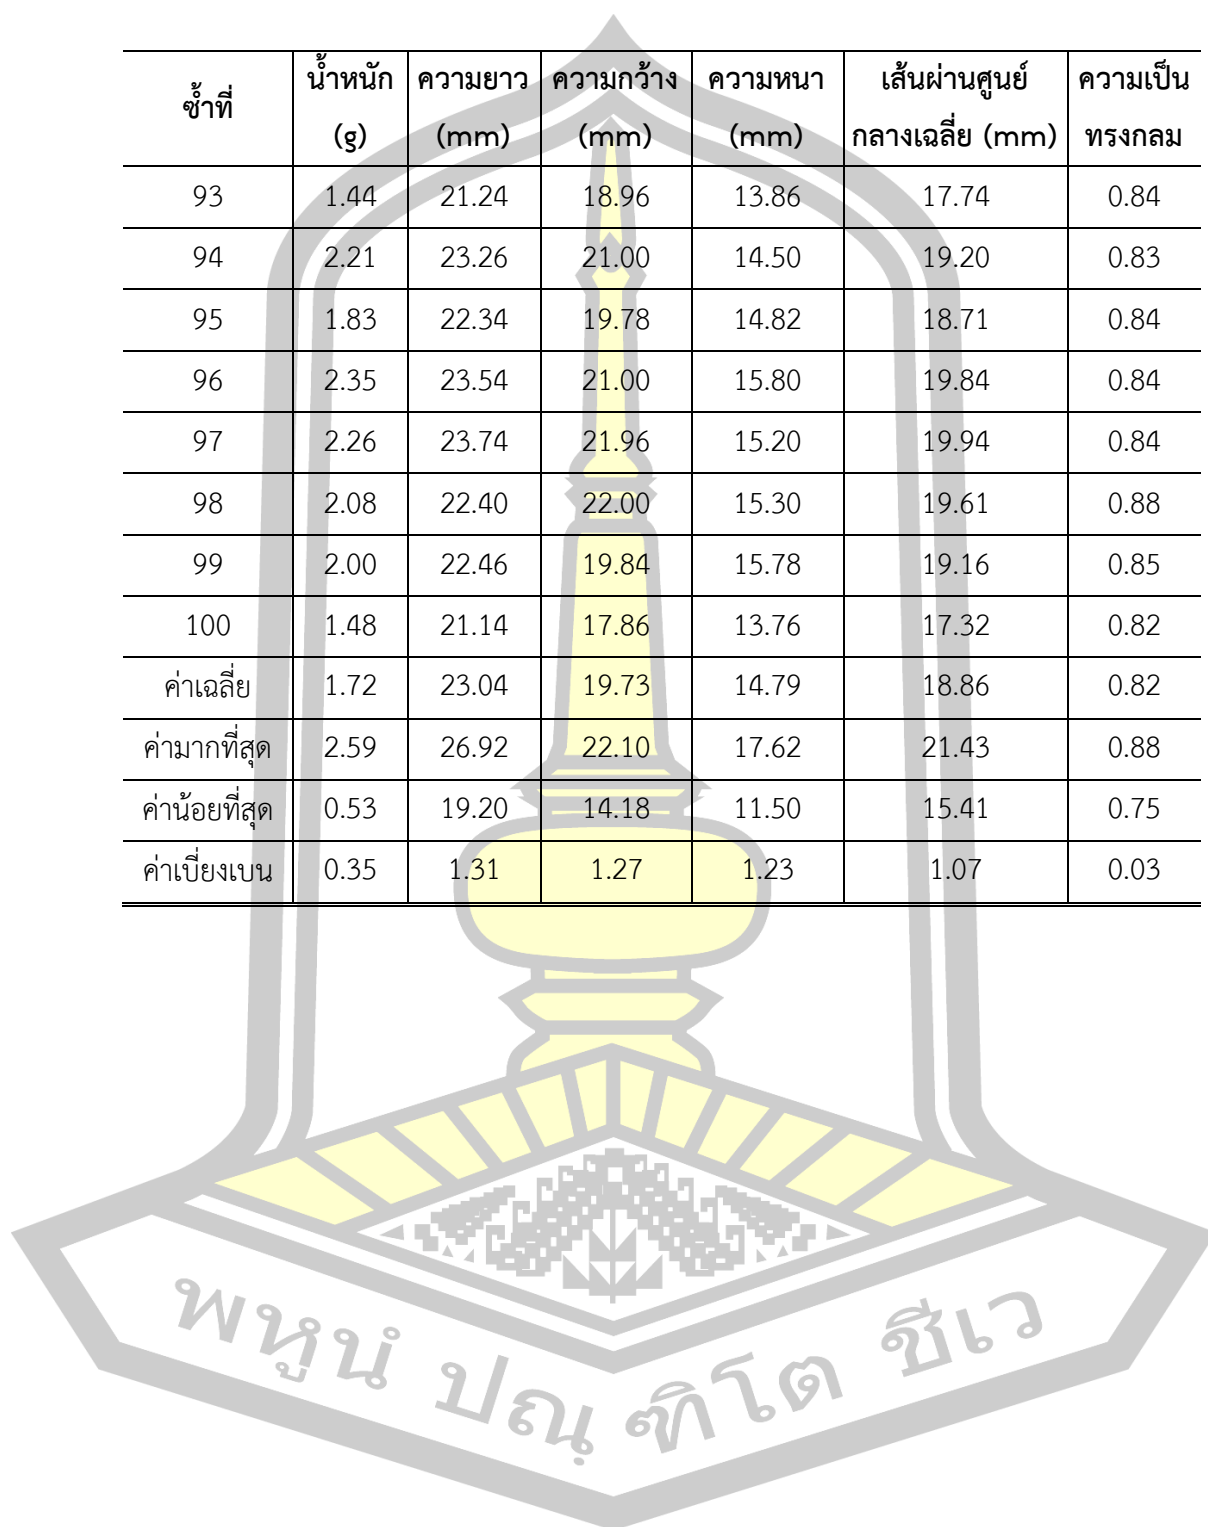 ซ้ำที่ น้ำหนัก (g) ความยาว (mm) ความกว้าง (mm) ความหนา (mm) เส้นผ่านศูนย์กลางเฉลี่ย (mm) ความเป็นทรงกลม
93 1.44 21.24 18.96 13.86 17.74 0.84
94 2.21 23.26 21.00 14.50 19.20 0.83
95 1.83 22.34 19.78 14.82 18.71 0.84
96 2.35 23.54 21.00 15.80 19.84 0.84
97 2.26 23.74 21.96 15.20 19.94 0.84
98 2.08 22.40 22.00 15.30 19.61 0.88
99 2.00 22.46 19.84 15.78 19.16 0.85
100 1.48 21.14 17.86 13.76 17.32 0.82
ค่าเฉลี่ย 1.72 23.04 19.73 14.79 18.86 0.82
ค่ามากที่สุด 2.59 26.92 22.10 17.62 21.43 0.88
ค่าน้อยที่สุด 0.53 19.20 14.18 11.50 15.41 0.75
ค่าเบี่ยงเบน 0.35 1.31 1.27 1.23 1.07 0.03
พหูนํ ปณฺฑิโต ชีเว